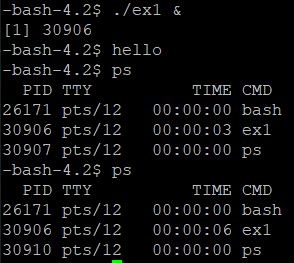 -bash-4.2$ ./ex1 &
[1] 30906
-bash-4.2$ hello
-bash-4.2$ ps
  PID TTY          TIME CMD
26171 pts/12   00:00:00 bash
30906 pts/12   00:00:03 ex1
30907 pts/12   00:00:00 ps
-bash-4.2$ ps
  PID TTY          TIME CMD
26171 pts/12   00:00:00 bash
30906 pts/12   00:00:06 ex1
30910 pts/12   00:00:00 ps